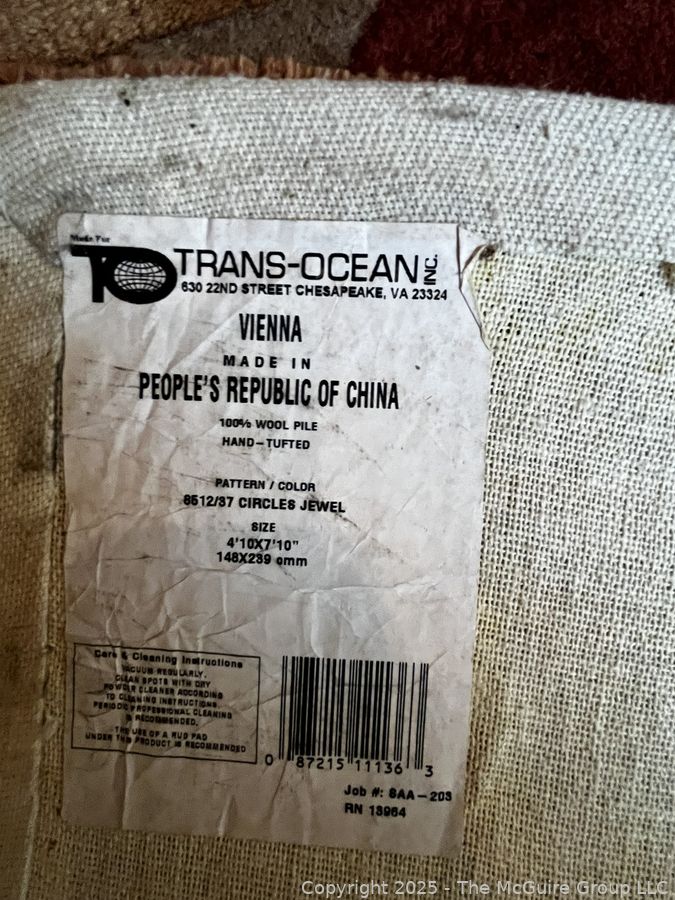 Made For
TO TRANS-OCEAN INC.
630 22ND STREET CHESAPEAKE, VA 23324
VIENNA
MADE IN
PEOPLE'S REPUBLIC OF CHINA
100% WOOL PILE
HAND-TUFTED
PATTERN / COLOR
8512/37 CIRCLES JEWEL
SIZE
4'10X7'10"
148X239 cmm
Care & Cleaning Instructions
VACUUM REGULARLY.
CLEAN SPOTS WITH DRY
POWDER CLEANER ACCORDING
TO CLEANING INSTRUCTIONS.
PERIODIC PROFESSIONAL CLEANING
IS RECOMMENDED.
THE USE OF A RUG PAD
UNDER THIS PRODUCT IS RECOMMENDED
0 87215 11136 3
Job #: SAA-203
RN 13964
Copyright 2025 - The McGuire Group LLC